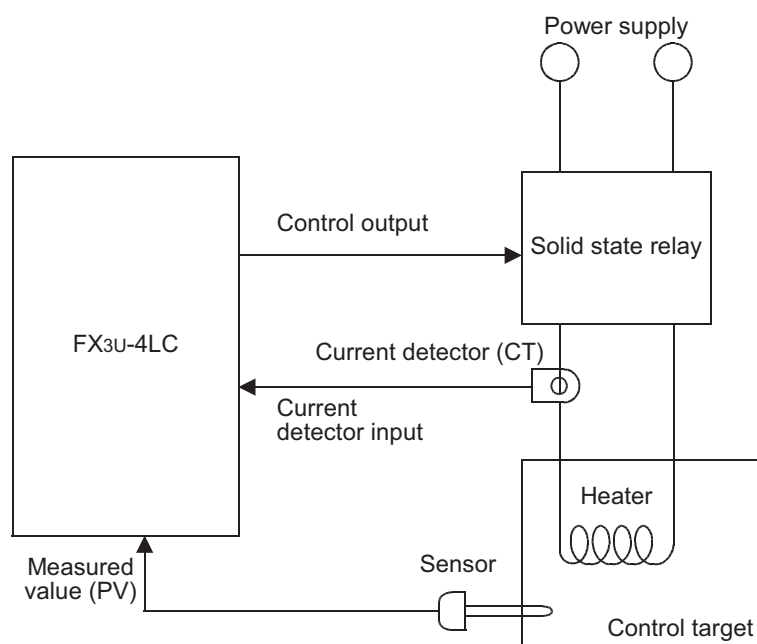 Power supply
Control output
Solid state relay
FX3U-4LC
Current detector (CT)
Current
detector input
Heater
Measured
value (PV)
Sensor
Control target